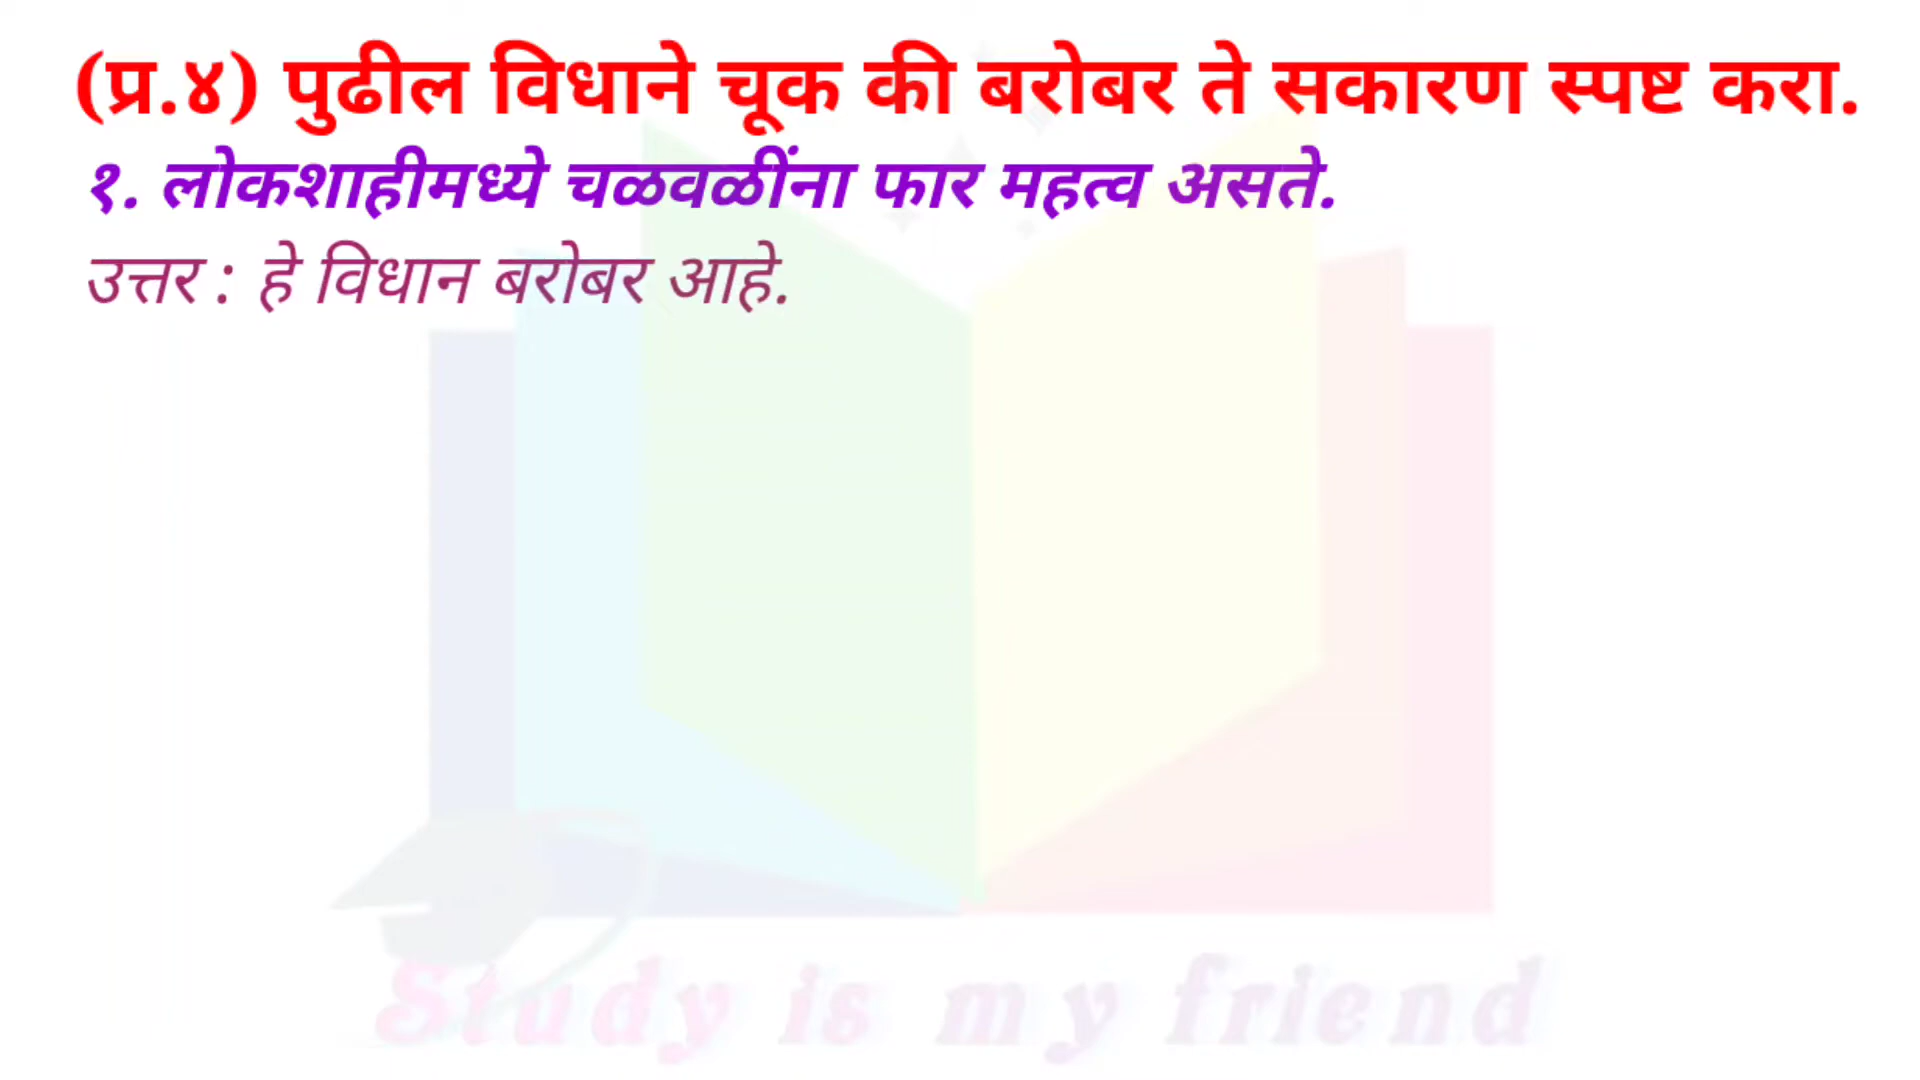 (प्र.४) पुढील विधाने चूक की बरोबर ते सकारण स्पष्ट करा.
१. लोकशाहीमध्ये चळवळींना फार महत्व असते.
उत्तर : हे विधान बरोबर आहे.
Study is my friend